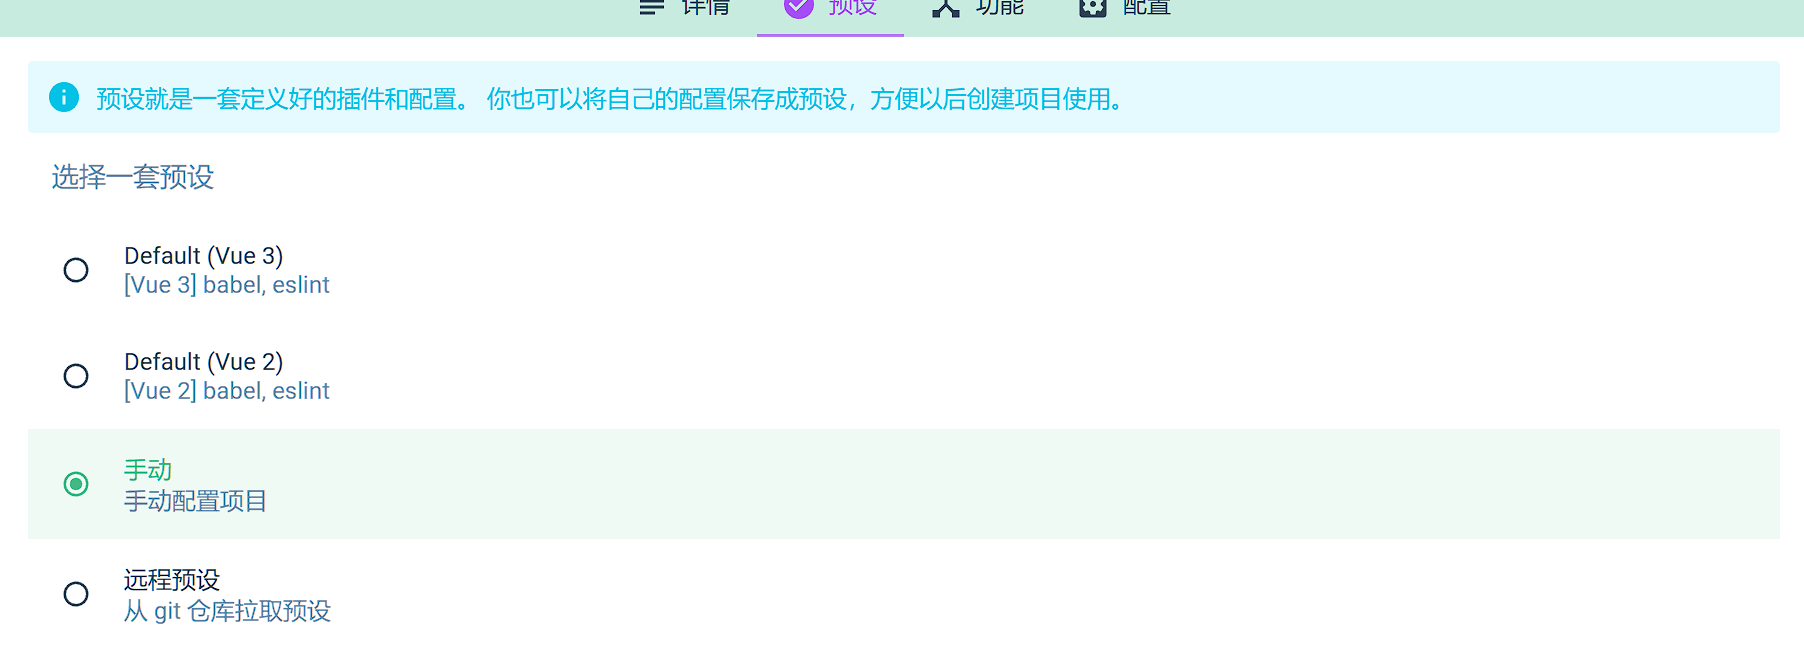 详情 预设 功能 配置
预设就是一套定义好的插件和配置。 你也可以将自己的配置保存成预设，方便以后创建项目使用。
选择一套预设
Default (Vue 3)
[Vue 3] babel, eslint
Default (Vue 2)
[Vue 2] babel, eslint
手动
手动配置项目
远程预设
从 git 仓库拉取预设